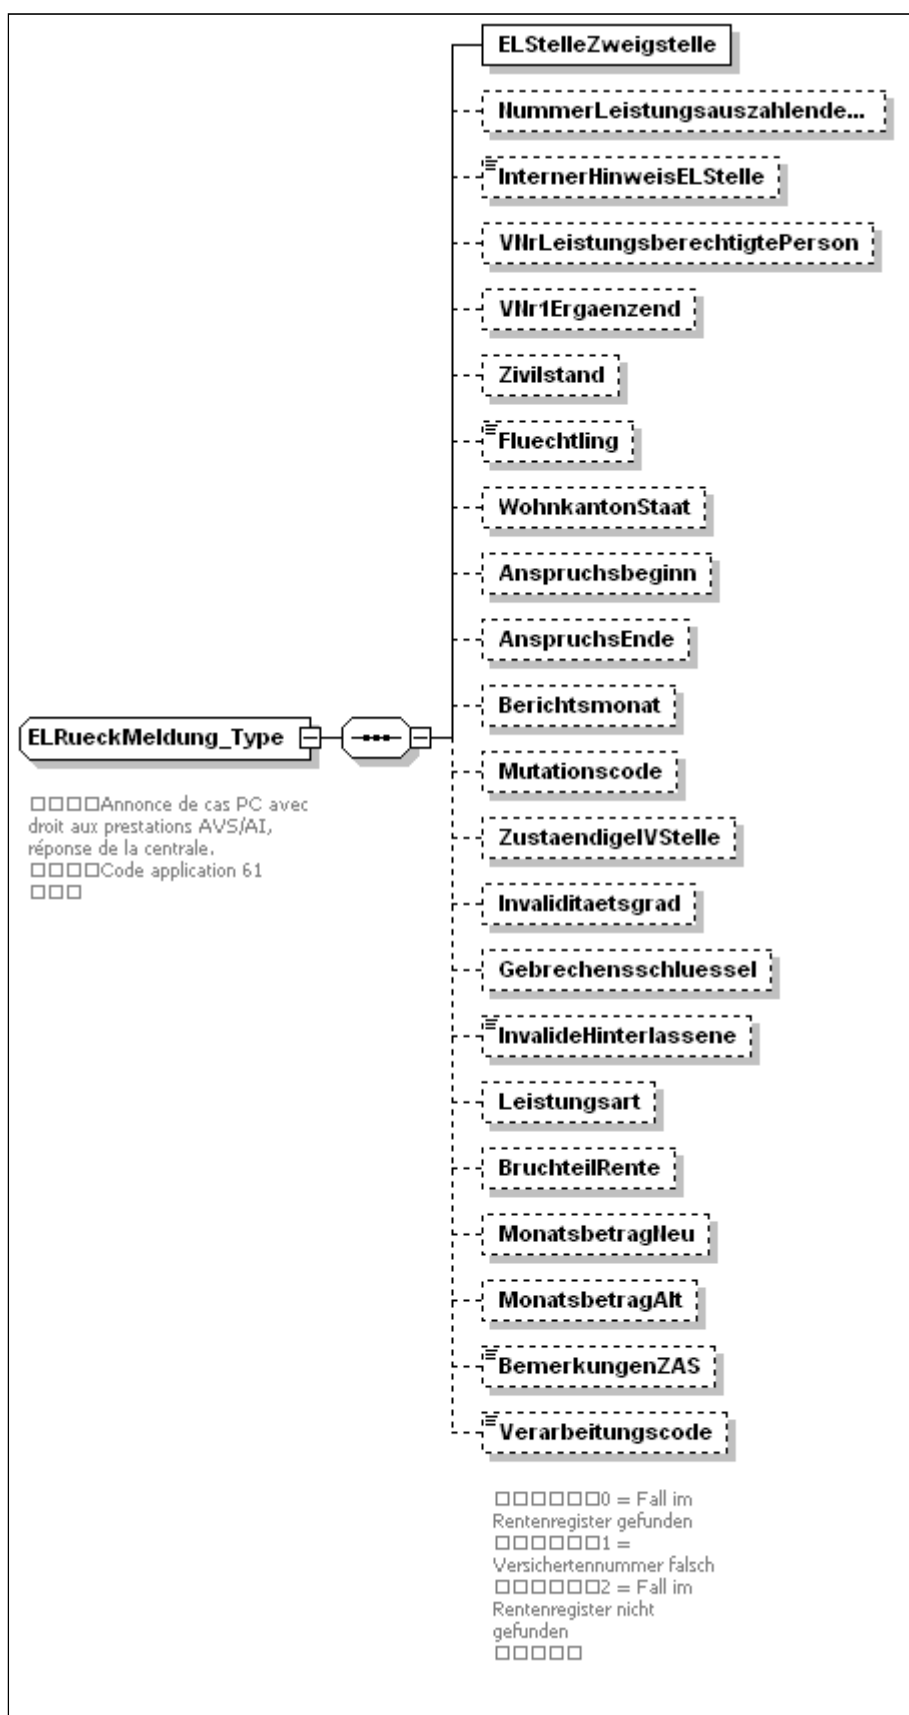 ELStelleZweigstelle
NummerLeistungsauszahlende...
InternerHinweisELStelle
VNrLeistungsberechtigtePerson
VNr1Ergaenzend
Zivilstand
Fluechtling
WohnkantonStaat
Anspruchsbeginn
AnspruchsEnde
Berichtsmonat
ELRueckMeldung_Type
□□□□Annonce de cas PC avec
droit aux prestations AVS/AI,
réponse de la centrale.
□□□□Code application 61
□□□
Mutationscode
ZustaendigeIVStelle
Invaliditaetsgrad
Gebrechensschluessel
InvalideHinterlassene
Leistungsart
BruchteilRente
MonatsbetragNeu
MonatsbetragAlt
BemerkungenZAS
Verarbeitungscode
□□□□□□0 = Fall im
Rentenregister gefunden
□□□□□□1 =
Versichertennummer falsch
□□□□□□2 = Fall im
Rentenregister nicht
gefunden
□□□□□